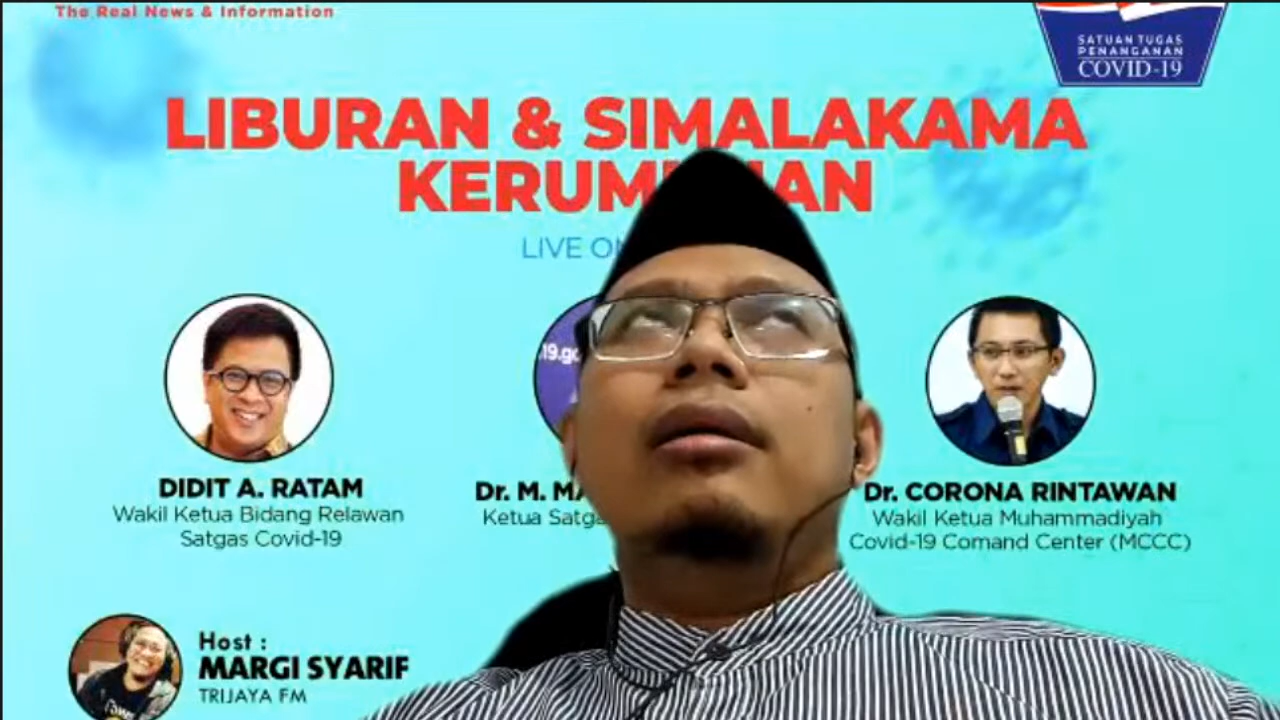 The Real News & Information
SATUAN TUGAS
PENANGANAN
COVID-19
LIBURAN & SIMALAKAMA
KERUM AN
LIVE
19.go
DIDIT A. RATAM
Wakil Ketua Bidang Relawan
Satgas Covid-19
Dr. M.
Ketua
Dr. CORONA RINTAWAN
Wakil Ketua Muhammadiyah
Covid-19 Comand Center (MCCC)
Host :
MARGI SYARIF
TRIJAYA FM